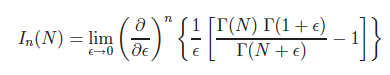 I_n(N) = \lim_{\epsilon \to 0} \left( \frac{\partial}{\partial \epsilon} \right)^n \left\{ \frac{1}{\epsilon} \left[ \frac{\Gamma(N)\,\Gamma(1+\epsilon)}{\Gamma(N+\epsilon)} - 1 \right] \right\}